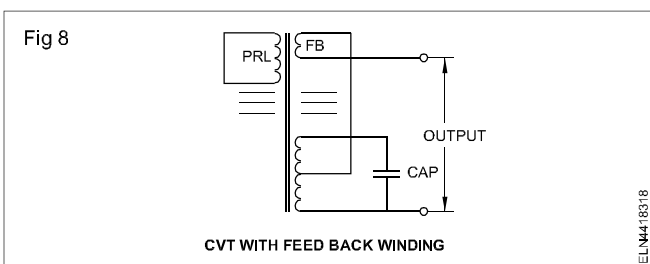 Fig 8
PRL
FB
OUTPUT
CAP
CVT WITH FEED BACK WINDING
ELN4418318